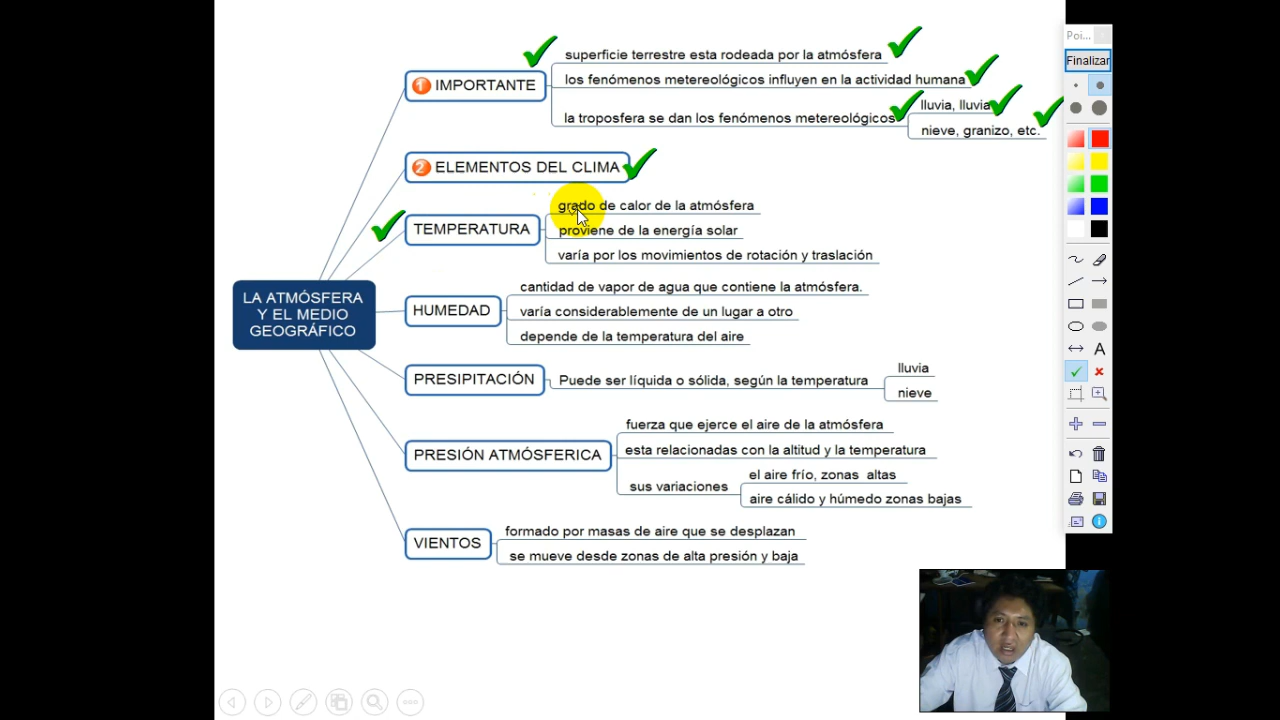 superficie terrestre esta rodeada por la atmósfera
1 IMPORTANTE
los fenómenos metereológicos influyen en la actividad humana
la troposfera se dan los fenómenos metereológicos
lluvia, lluvia
nieve, granizo, etc.
2 ELEMENTOS DEL CLIMA
TEMPERATURA
grado de calor de la atmósfera
proviene de la energía solar
varía por los movimientos de rotación y traslación
LA ATMÓSFERA
Y EL MEDIO
GEOGRÁFICO
HUMEDAD
cantidad de vapor de agua que contiene la atmósfera.
varía considerablemente de un lugar a otro
depende de la temperatura del aire
PRESIPITACIÓN
Puede ser líquida o sólida, según la temperatura
lluvia
nieve
PRESIÓN ATMÓSFERICA
fuerza que ejerce el aire de la atmósfera
esta relacionadas con la altitud y la temperatura
sus variaciones
el aire frío, zonas altas
aire cálido y húmedo zonas bajas
VIENTOS
formado por masas de aire que se desplazan
se mueve desde zonas de alta presión y baja
Poi...
Finalizar
A